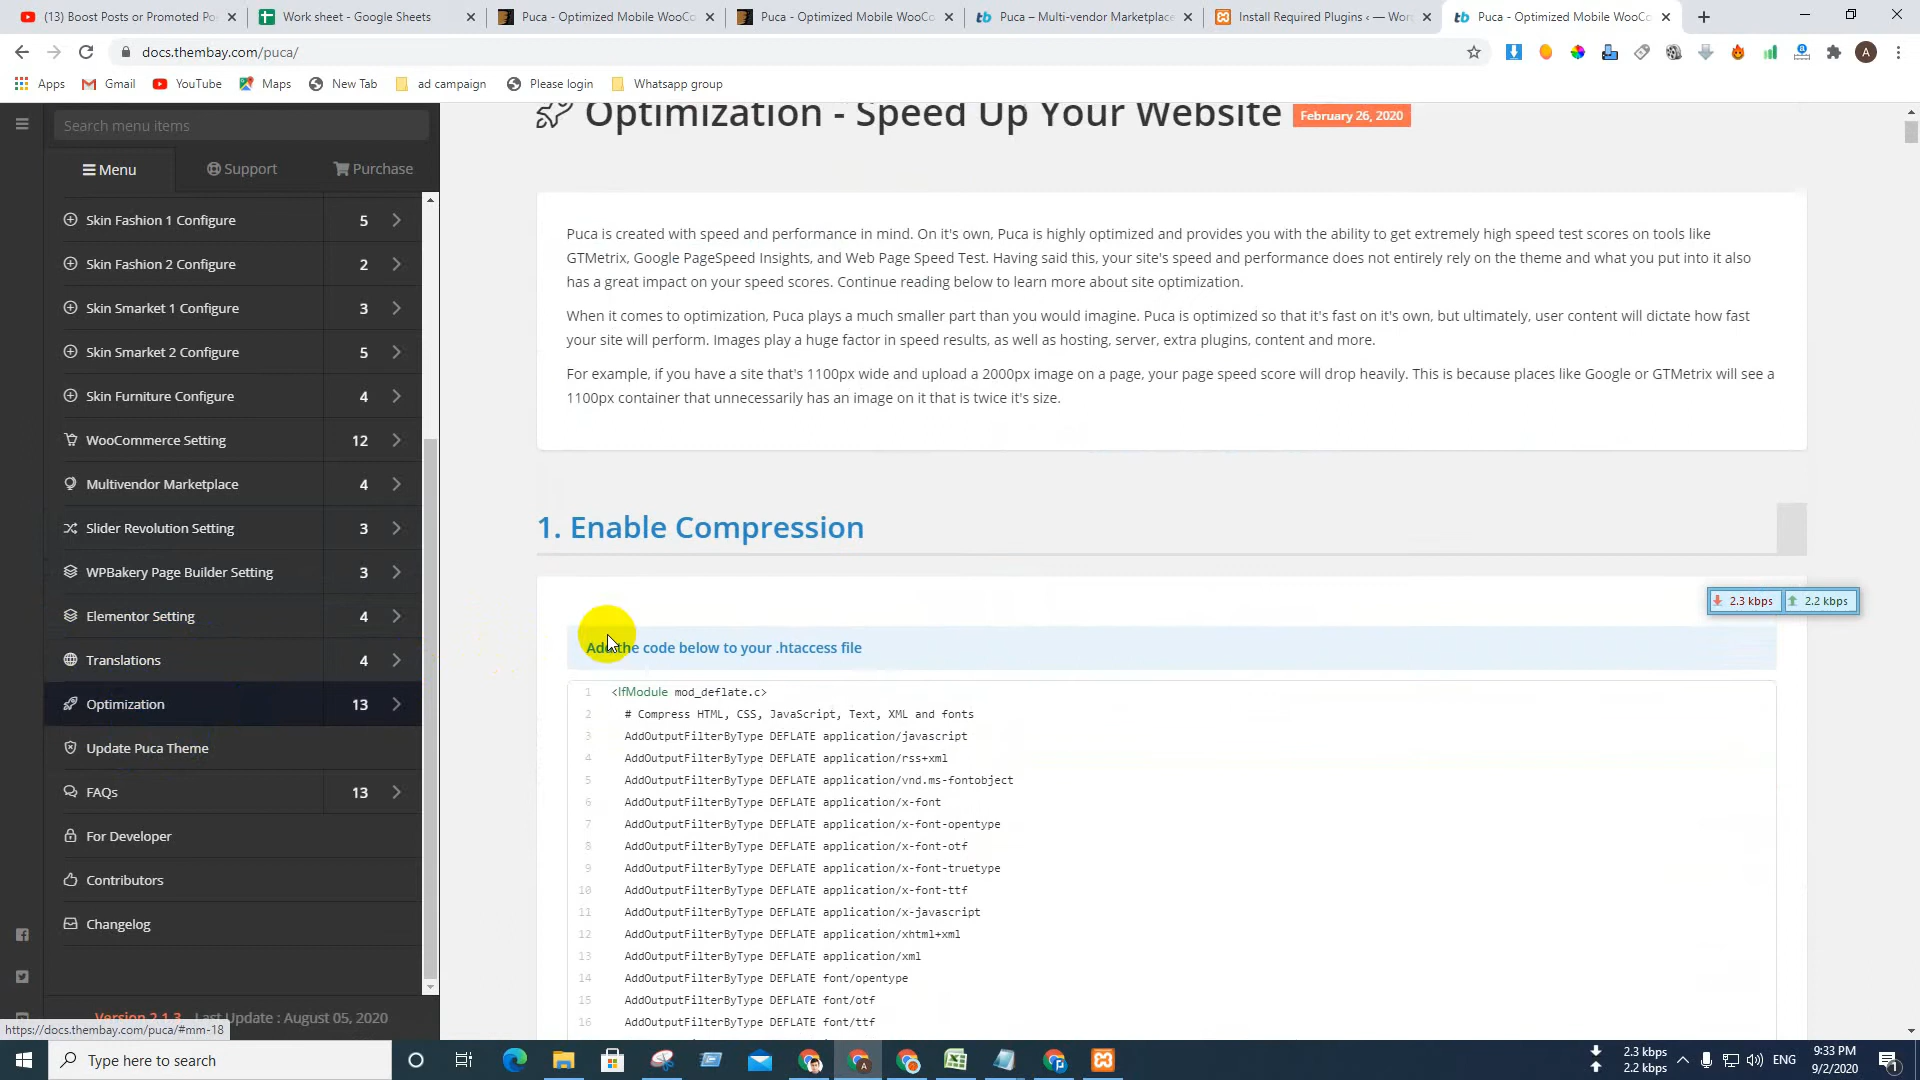 (13) Boost Posts or Promoted Po
Work sheet - Google Sheets
Puca - Optimized Mobile WooCo
Puca - Optimized Mobile WooCo
Puca – Multi-vendor Marketplace
Install Required Plugins ‹ — Wor
Puca - Optimized Mobile WooCo
docs.thembay.com/puca/
A
Apps
Gmail
YouTube
Maps
New Tab
ad campaign
Please login
Whatsapp group
Search menu items
Menu
Support
Purchase
Skin Fashion 1 Configure 5
Skin Fashion 2 Configure 2
Skin Smarket 1 Configure 3
Skin Smarket 2 Configure 5
Skin Furniture Configure 4
WooCommerce Setting 12
Multivendor Marketplace 4
Slider Revolution Setting 3
WPBakery Page Builder Setting 3
Elementor Setting 4
Translations 4
Optimization 13
Update Puca Theme
FAQs 13
For Developer
Contributors
Changelog
Version 2.1.3 Last Update : August 05, 2020
https://docs.thembay.com/puca/#mm-18
Optimization - Speed Up Your Website February 26, 2020
Puca is created with speed and performance in mind. On it's own, Puca is highly optimized and provides you with the ability to get extremely high speed test scores on tools like
GTMetrix, Google PageSpeed Insights, and Web Page Speed Test. Having said this, your site's speed and performance does not entirely rely on the theme and what you put into it also
has a great impact on your speed scores. Continue reading below to learn more about site optimization.
When it comes to optimization, Puca plays a much smaller part than you would imagine. Puca is optimized so that it's fast on it's own, but ultimately, user content will dictate how fast
your site will perform. Images play a huge factor in speed results, as well as hosting, server, extra plugins, content and more.
For example, if you have a site that's 1100px wide and upload a 2000px image on a page, your page speed score will drop heavily. This is because places like Google or GTMetrix will see a
1100px container that unnecessarily has an image on it that is twice it's size.
1. Enable Compression
2.3 kbps 2.2 kbps
Add the code below to your .htaccess file
1 <IfModule mod_deflate.c>
2 # Compress HTML, CSS, JavaScript, Text, XML and fonts
3 AddOutputFilterByType DEFLATE application/javascript
4 AddOutputFilterByType DEFLATE application/rss+xml
5 AddOutputFilterByType DEFLATE application/vnd.ms-fontobject
6 AddOutputFilterByType DEFLATE application/x-font
7 AddOutputFilterByType DEFLATE application/x-font-opentype
8 AddOutputFilterByType DEFLATE application/x-font-otf
9 AddOutputFilterByType DEFLATE application/x-font-truetype
10 AddOutputFilterByType DEFLATE application/x-font-ttf
11 AddOutputFilterByType DEFLATE application/x-javascript
12 AddOutputFilterByType DEFLATE application/xhtml+xml
13 AddOutputFilterByType DEFLATE application/xml
14 AddOutputFilterByType DEFLATE font/opentype
15 AddOutputFilterByType DEFLATE font/otf
16 AddOutputFilterByType DEFLATE font/ttf
Type here to search
2.3 kbps
2.2 kbps
ENG
9:33 PM
9/2/2020
1